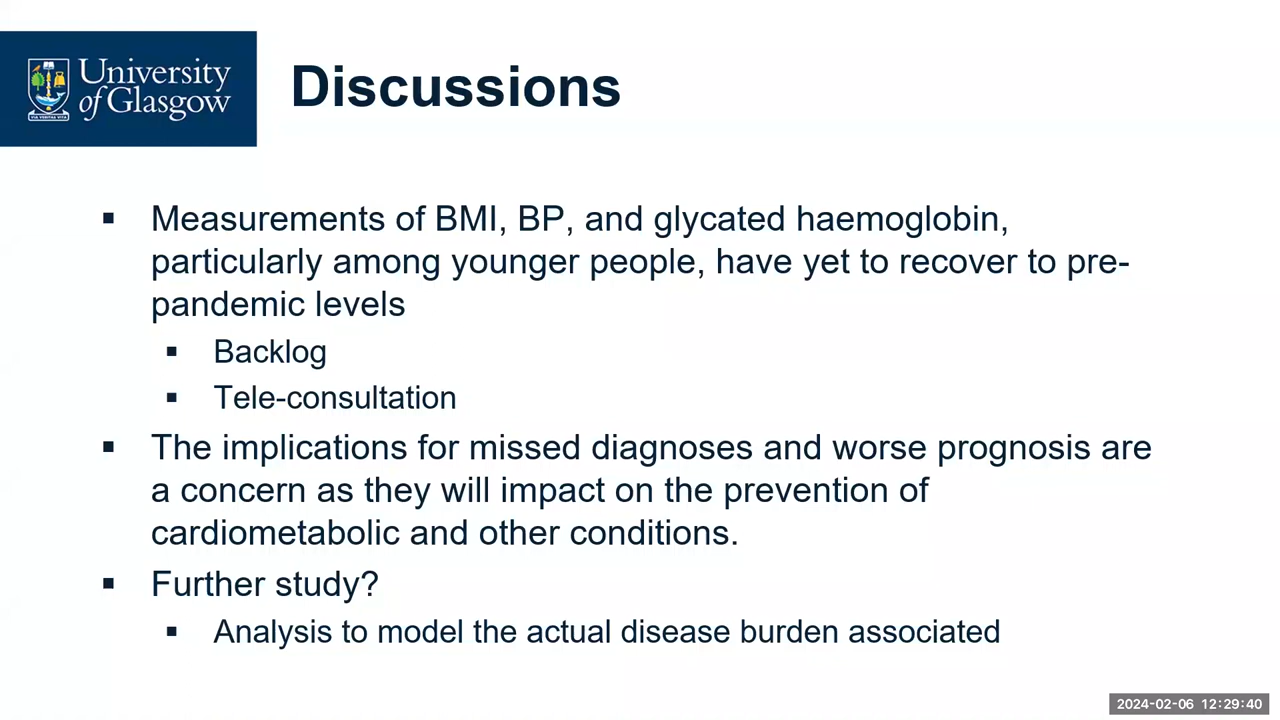 University
of Glasgow
VIA VERITAS VITA
Discussions
▪ Measurements of BMI, BP, and glycated haemoglobin,
particularly among younger people, have yet to recover to pre-
pandemic levels
▪ Backlog
▪ Tele-consultation
▪ The implications for missed diagnoses and worse prognosis are
a concern as they will impact on the prevention of
cardiometabolic and other conditions.
▪ Further study?
▪ Analysis to model the actual disease burden associated
2024-02-06 12:29:40